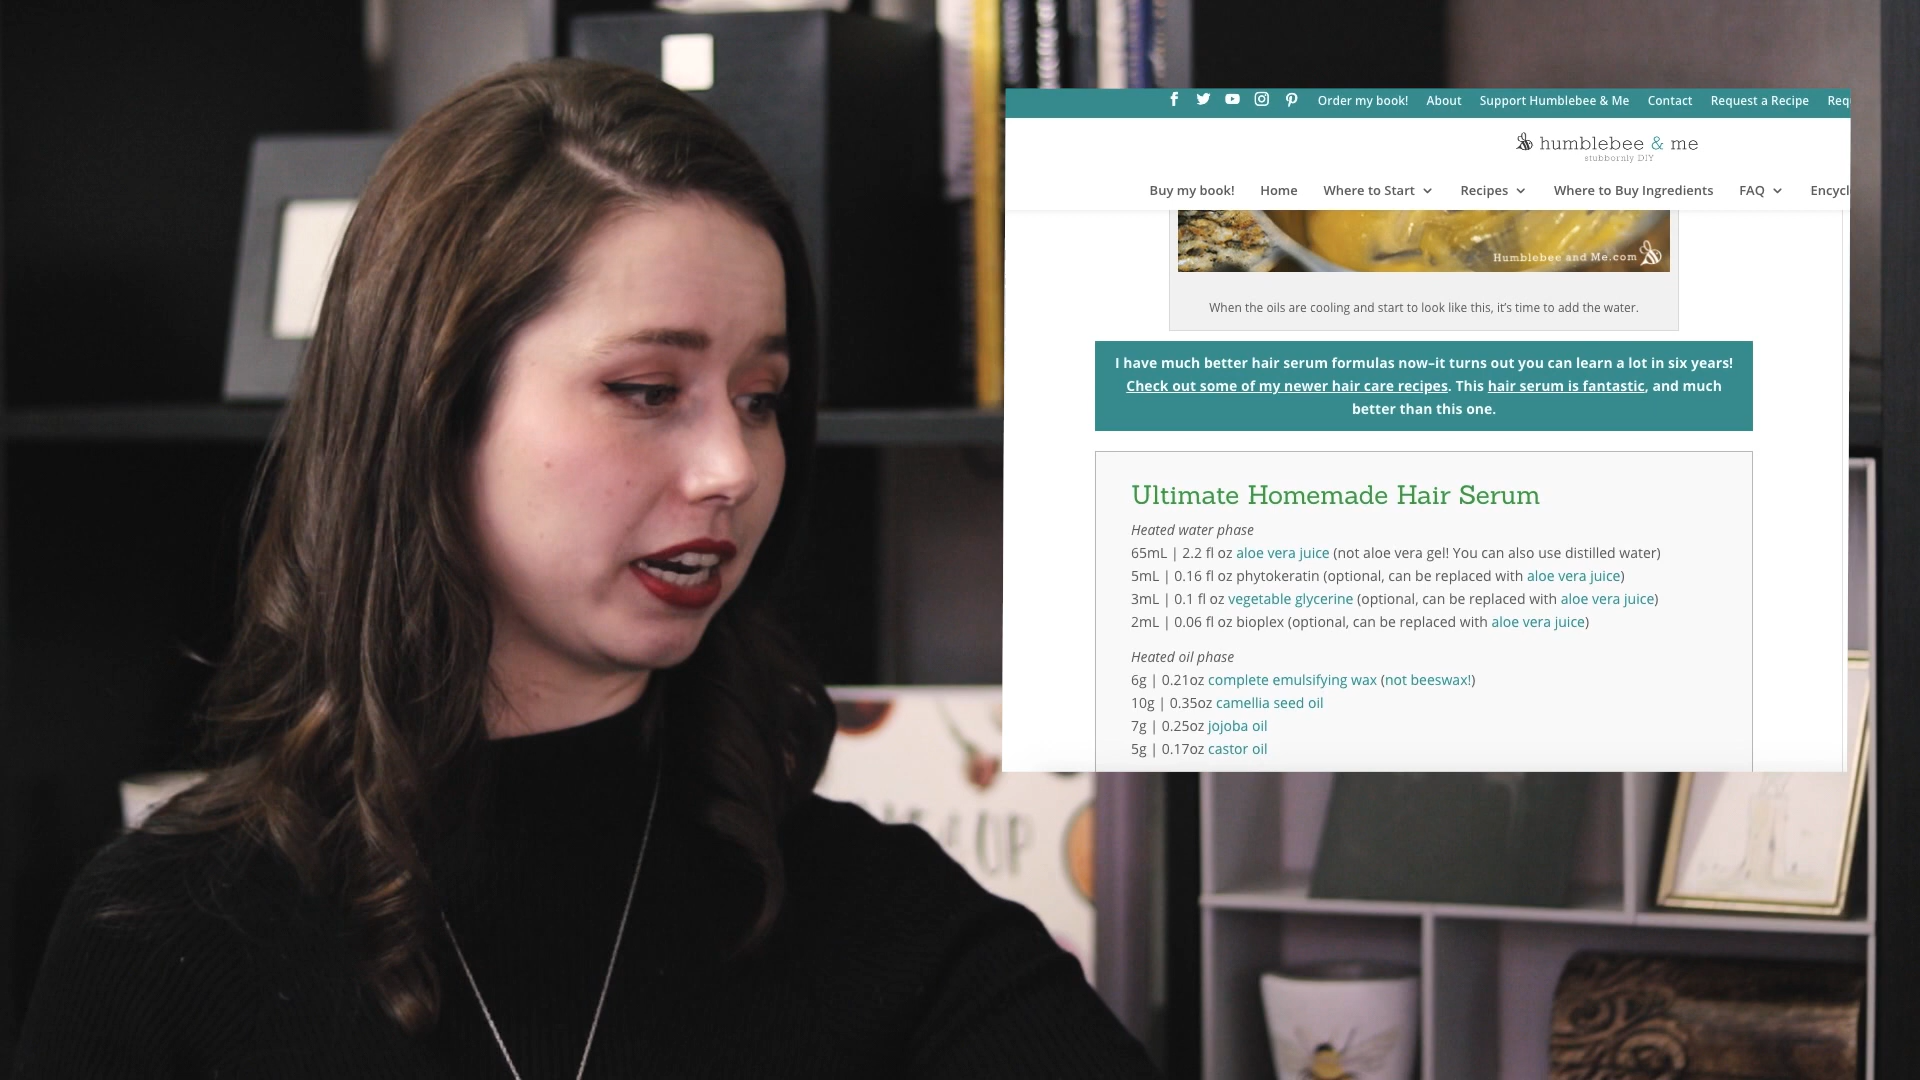 Order my book! About Support Humblebee & Me Contact Request a Recipe
humblebee & me
stubbornly DIY
Buy my book! Home Where to Start Recipes Where to Buy Ingredients FAQ
Humblebee and Me.com
When the oils are cooling and start to look like this, it's time to add the water.
I have much better hair serum formulas now–it turns out you can learn a lot in six years!
Check out some of my newer hair care recipes. This hair serum is fantastic, and much
better than this one.
Ultimate Homemade Hair Serum
Heated water phase
65mL | 2.2 fl oz aloe vera juice (not aloe vera gel! You can also use distilled water)
5mL | 0.16 fl oz phytokeratin (optional, can be replaced with aloe vera juice)
3mL | 0.1 fl oz vegetable glycerine (optional, can be replaced with aloe vera juice)
2mL | 0.06 fl oz bioplex (optional, can be replaced with aloe vera juice)
Heated oil phase
6g | 0.21oz complete emulsifying wax (not beeswax!)
10g | 0.35oz camellia seed oil
7g | 0.25oz jojoba oil
5g | 0.17oz castor oil
UP